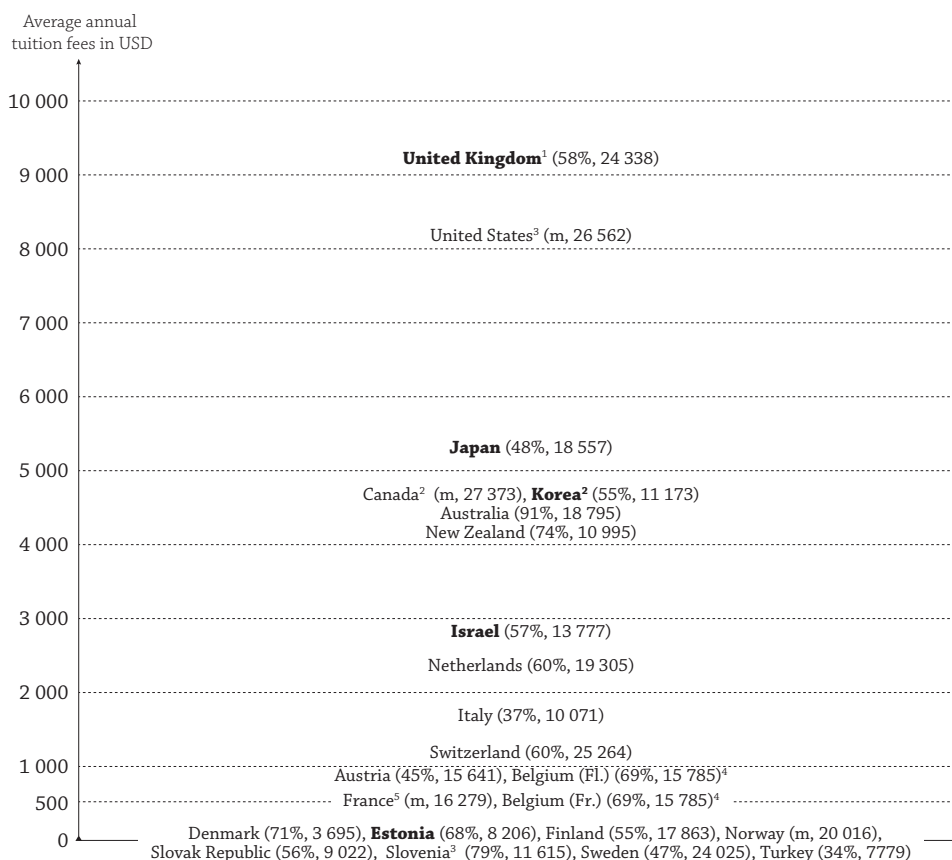 Average annual
tuition fees in USD
10 000
United Kingdom¹ (58%, 24 338)
9 000
United States³ (m, 26 562)
8 000
7 000
6 000
Japan (48%, 18 557)
5 000
Canada² (m, 27 373), Korea² (55%, 11 173)
Australia (91%, 18 795)
New Zealand (74%, 10 995)
4 000
3 000
Israel (57%, 13 777)
Netherlands (60%, 19 305)
2 000
Italy (37%, 10 071)
Switzerland (60%, 25 264)
1 000
Austria (45%, 15 641), Belgium (Fl.) (69%, 15 785)⁴
500
France⁵ (m, 16 279), Belgium (Fr.) (69%, 15 785)⁴
Denmark (71%, 3 695), Estonia (68%, 8 206), Finland (55%, 17 863), Norway (m, 20 016),
0
Slovak Republic (56%, 9 022), Slovenia³ (79%, 11 615), Sweden (47%, 24 025), Turkey (34%, 7779)